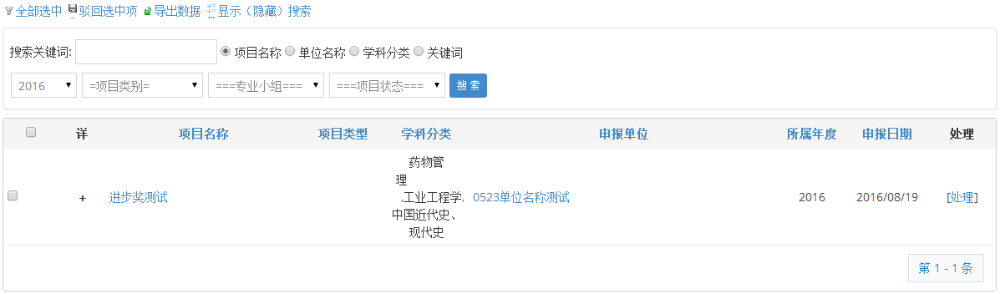 全部选中 驳回选中项 导出数据 显示（隐藏）搜索
搜索关键词: 项目名称 单位名称 学科分类 关键词
2016 =项目类别= ===专业小组=== ===项目状态=== 搜 索
详 项目名称 项目类型 学科分类 申报单位 所属年度 申报日期 处理
药物管
理
+ 进步奖测试 ,工业工程学, 0523单位名称测试 2016 2016/08/19 [处理]
中国近代史、
现代史
第 1 - 1 条